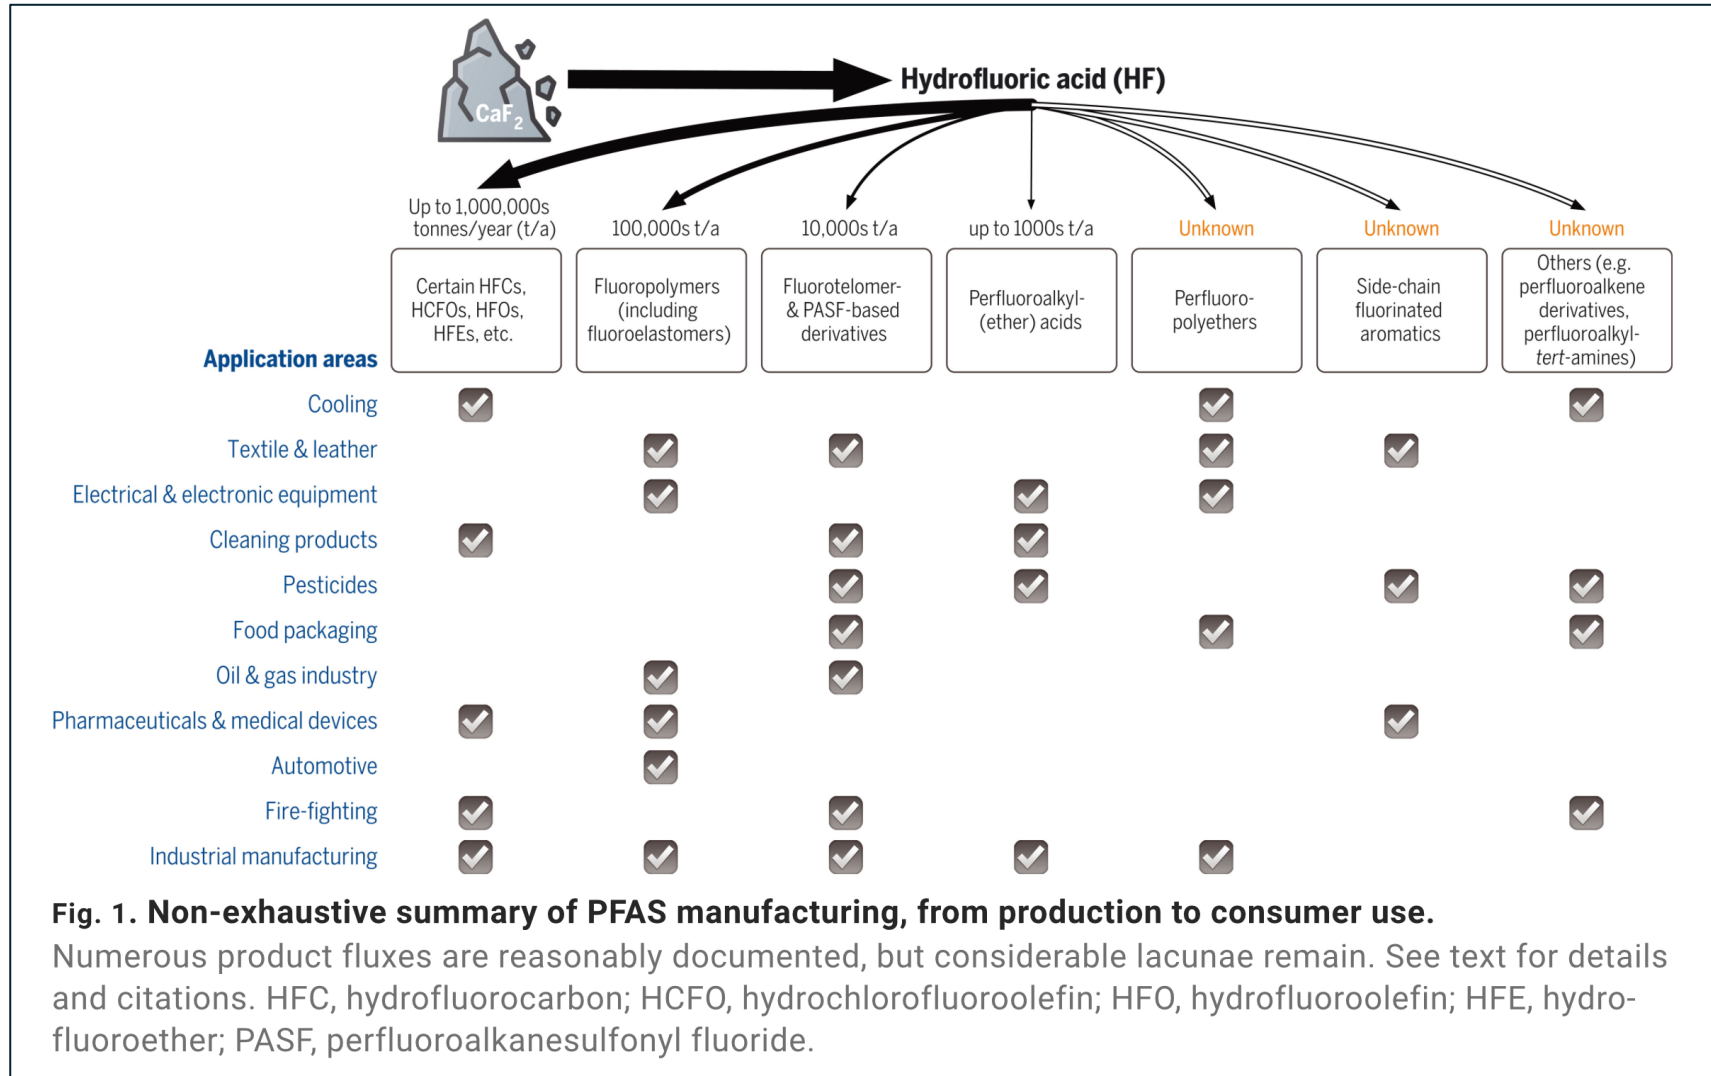 CaF2
Hydrofluoric acid (HF)
Up to 1,000,000s
tonnes/year (t/a)
100,000s t/a
10,000s t/a
up to 1000s t/a
Unknown
Unknown
Unknown
Certain HFCs,
HCFOs, HFOs,
HFEs, etc.
Fluoropolymers
(including
fluoroelastomers)
Fluorotelomer-
& PASF-based
derivatives
Perfluoroalkyl-
(ether) acids
Perfluoro-
polyethers
Side-chain
fluorinated
aromatics
Others (e.g.
perfluoroalkene
derivatives,
perfluoroalkyl-
tert-amines)
Application areas
Cooling
Textile & leather
Electrical & electronic equipment
Cleaning products
Pesticides
Food packaging
Oil & gas industry
Pharmaceuticals & medical devices
Automotive
Fire-fighting
Industrial manufacturing
Fig. 1. Non-exhaustive summary of PFAS manufacturing, from production to consumer use.
Numerous product fluxes are reasonably documented, but considerable lacunae remain. See text for details
and citations. HFC, hydrofluorocarbon; HCFO, hydrochlorofluoroolefin; HFO, hydrofluoroolefin; HFE, hydro-
fluoroether; PASF, perfluoroalkanesulfonyl fluoride.